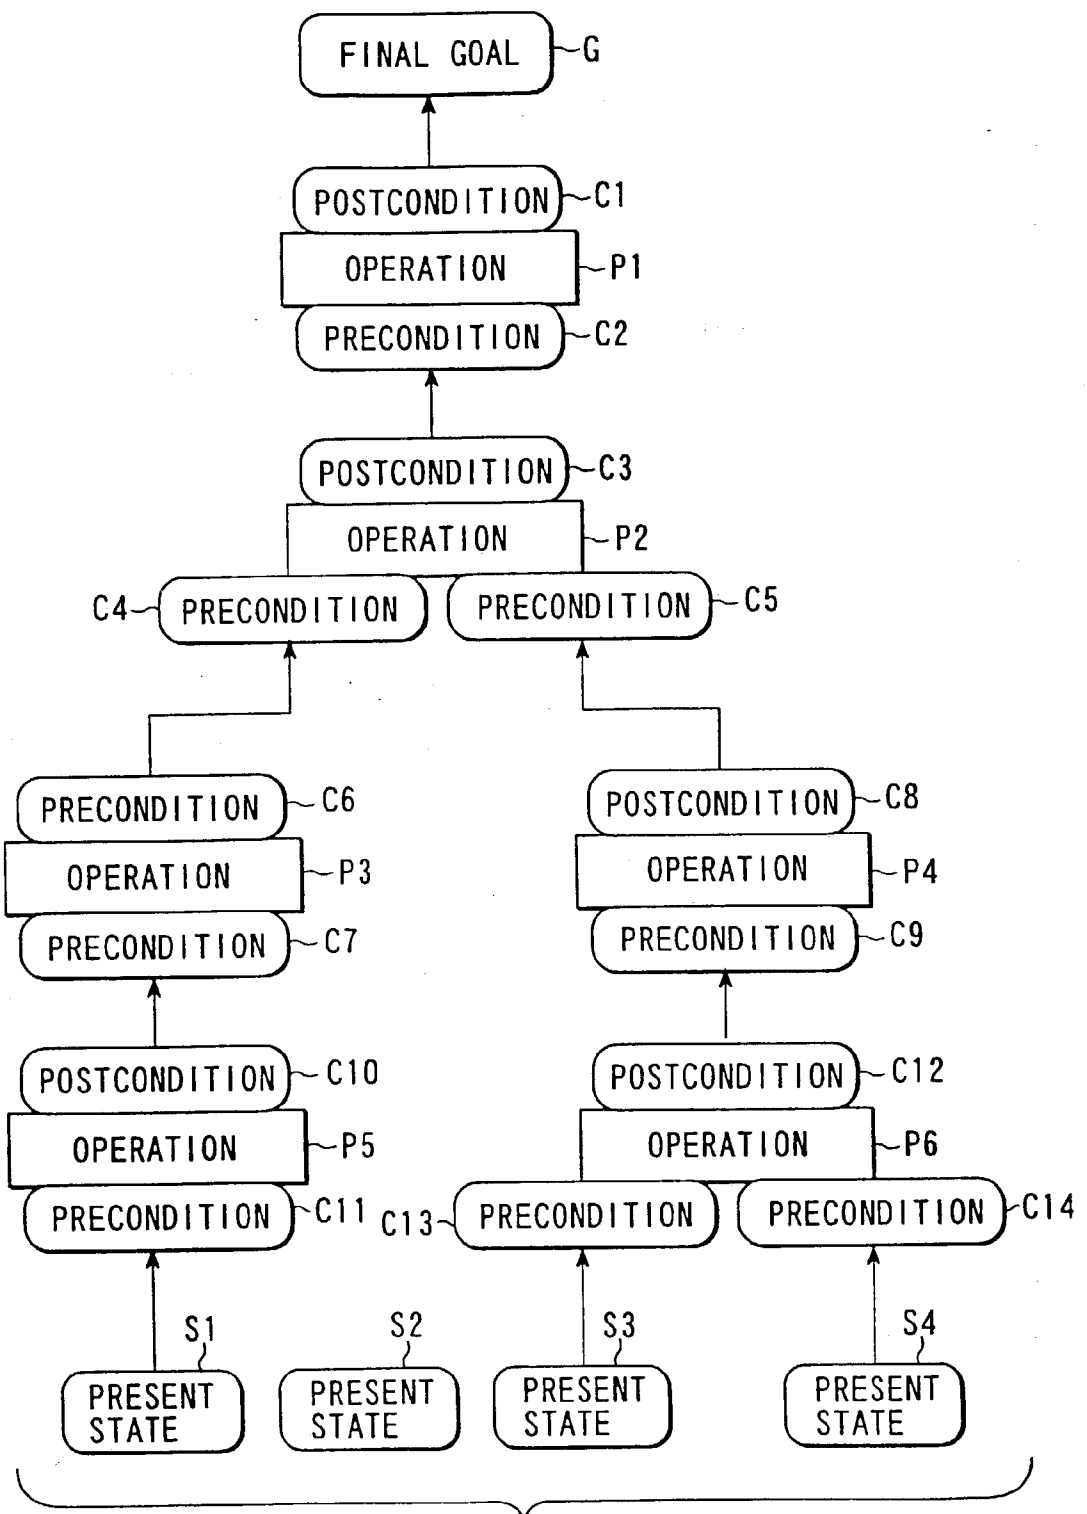 FINAL GOAL G
POSTCONDITION C1
OPERATION P1
PRECONDITION C2
POSTCONDITION C3
OPERATION P2
C4 PRECONDITION PRECONDITION C5
PRECONDITION C6 POSTCONDITION C8
OPERATION P3 OPERATION P4
PRECONDITION C7 PRECONDITION C9
POSTCONDITION C10 POSTCONDITION C12
OPERATION P5 OPERATION P6
PRECONDITION C11 C13 PRECONDITION PRECONDITION C14
S1 S2 S3 S4
PRESENT PRESENT PRESENT PRESENT
STATE STATE STATE STATE